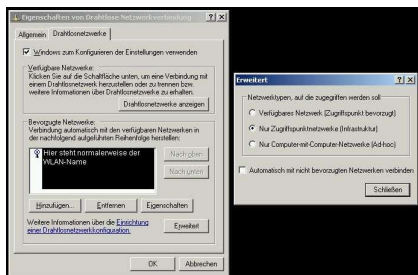 Eigenschaften von Drahtlose Netzwerkverbindung
Allgemein
Drahtlosnetzwerke
Windows zum Konfigurieren der Einstellungen verwenden
Verfügbare Netzwerke:
Klicken Sie auf die Schaltfläche unten, um eine Verbindung mit
einem Drahtlosnetzwerk herzustellen oder zu trennen bzw.
weitere Informationen über Drahtlosnetzwerke zu erhalten.
Drahtlosnetzwerke anzeigen
Bevorzugte Netzwerke:
Verbindung automatisch mit den verfügbaren Netzwerken in
der nachfolgend aufgeführten Reihenfolge herstellen:
Hier steht normalerweise der
WLAN-Name
Nach oben
Nach unten
Hinzufügen...
Entfernen
Eigenschaften
Weitere Informationen über die Einrichtung
einer Drahtlosnetzwerkkonfiguration.
Erweitert
OK
Abbrechen
Erweitert
Netzwerktypen, auf die zugegriffen werden soll
Verfügbares Netzwerk (Zugriffspunkt bevorzugt)
Nur Zugriffspunktnetzwerke (Infrastruktur)
Nur Computer-mit-Computer-Netzwerke (Ad-hoc)
Automatisch mit nicht bevorzugten Netzwerken verbinden
Schließen